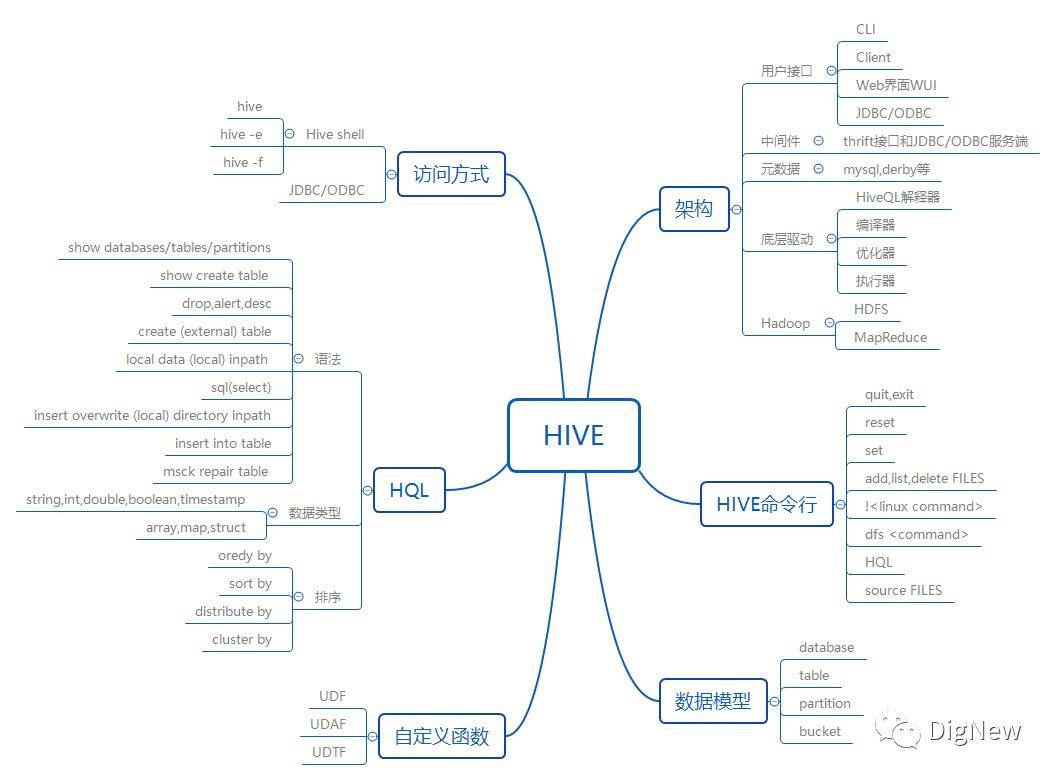 HIVE
架构
用户接口
CLI
Client
Web界面WUI
JDBC/ODBC
中间件
thrift接口和JDBC/ODBC服务端
元数据
mysql,derby等
底层驱动
HiveQL解释器
编译器
优化器
执行器
Hadoop
HDFS
MapReduce
HIVE命令行
quit,exit
reset
set
add,list,delete FILES
!<linux command>
dfs <command>
HQL
source FILES
数据模型
database
table
partition
bucket
访问方式
Hive shell
hive
hive -e
hive -f
JDBC/ODBC
HQL
语法
show databases/tables/partitions
show create table
drop,alert,desc
create (external) table
local data (local) inpath
sql(select)
insert overwrite (local) directory inpath
insert into table
msck repair table
数据类型
string,int,double,boolean,timestamp
array,map,struct
排序
oredy by
sort by
distribute by
cluster by
自定义函数
UDF
UDAF
UDTF
DigNew